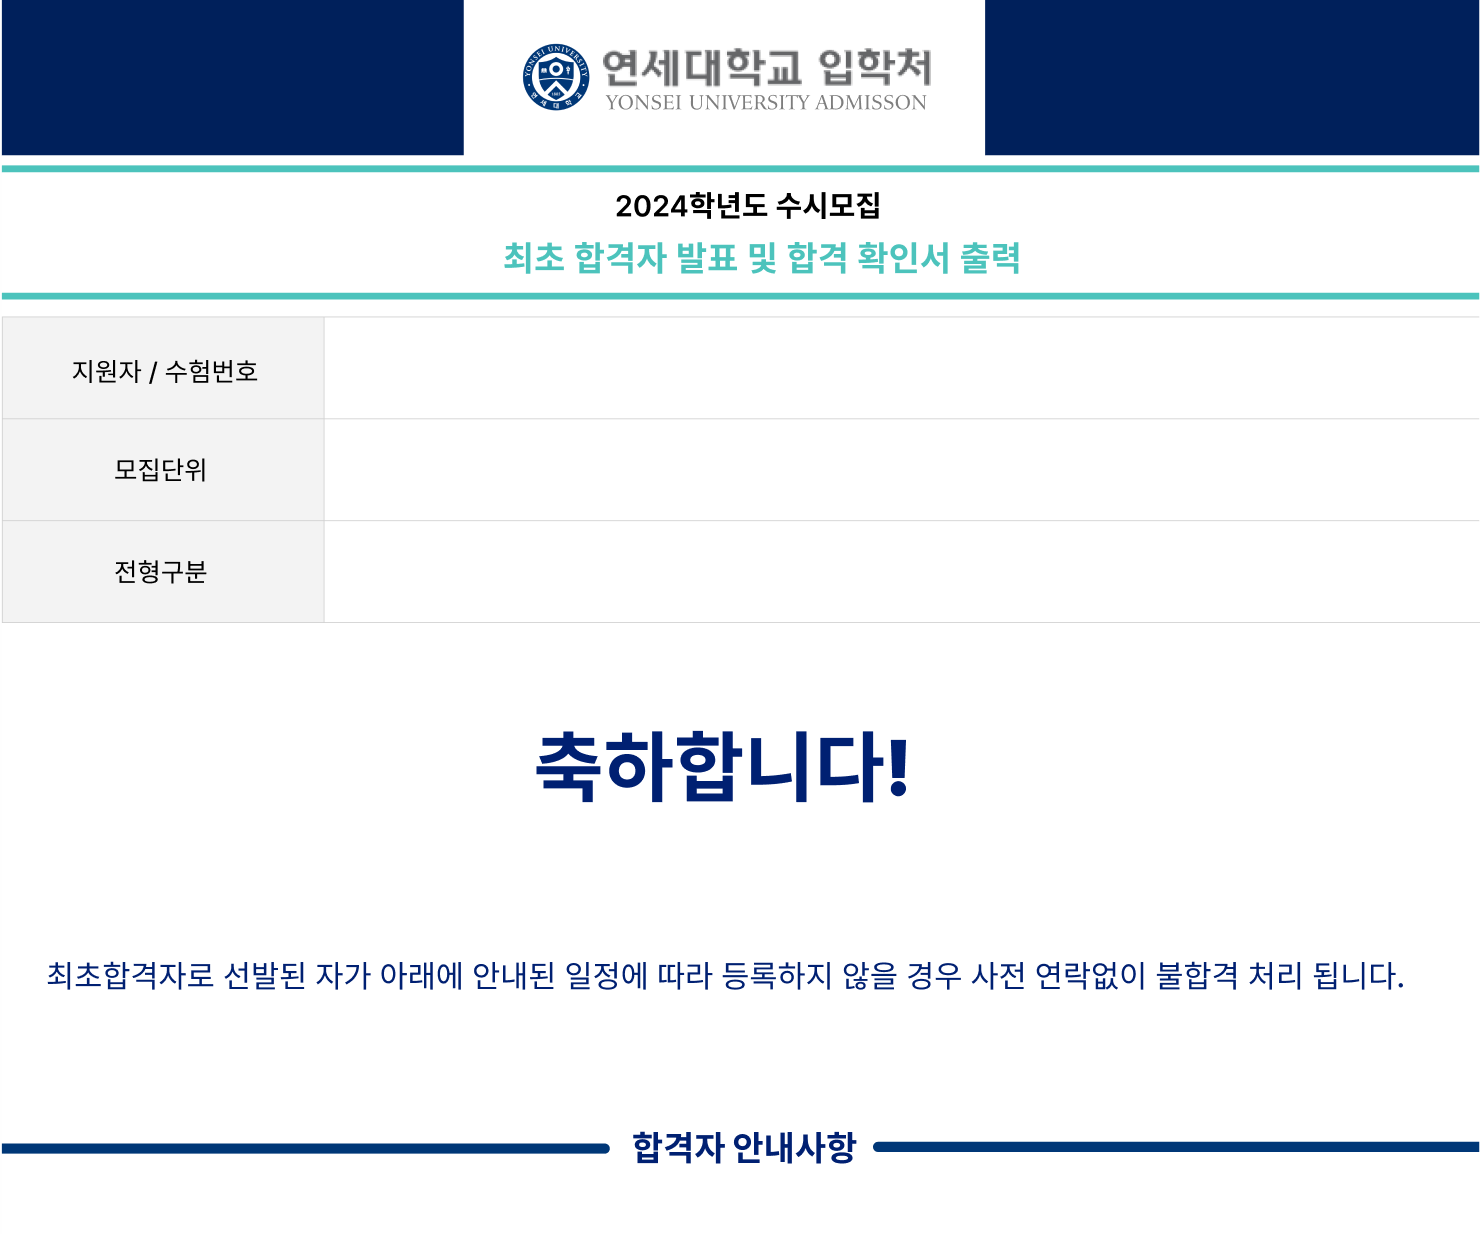 연세대학교 입학처
YONSEI UNIVERSITY ADMISSON
2024학년도 수시모집
최초 합격자 발표 및 합격 확인서 출력
지원자 / 수험번호
모집단위
전형구분
축하합니다!
최초합격자로 선발된 자가 아래에 안내된 일정에 따라 등록하지 않을 경우 사전 연락없이 불합격 처리 됩니다.
합격자 안내사항